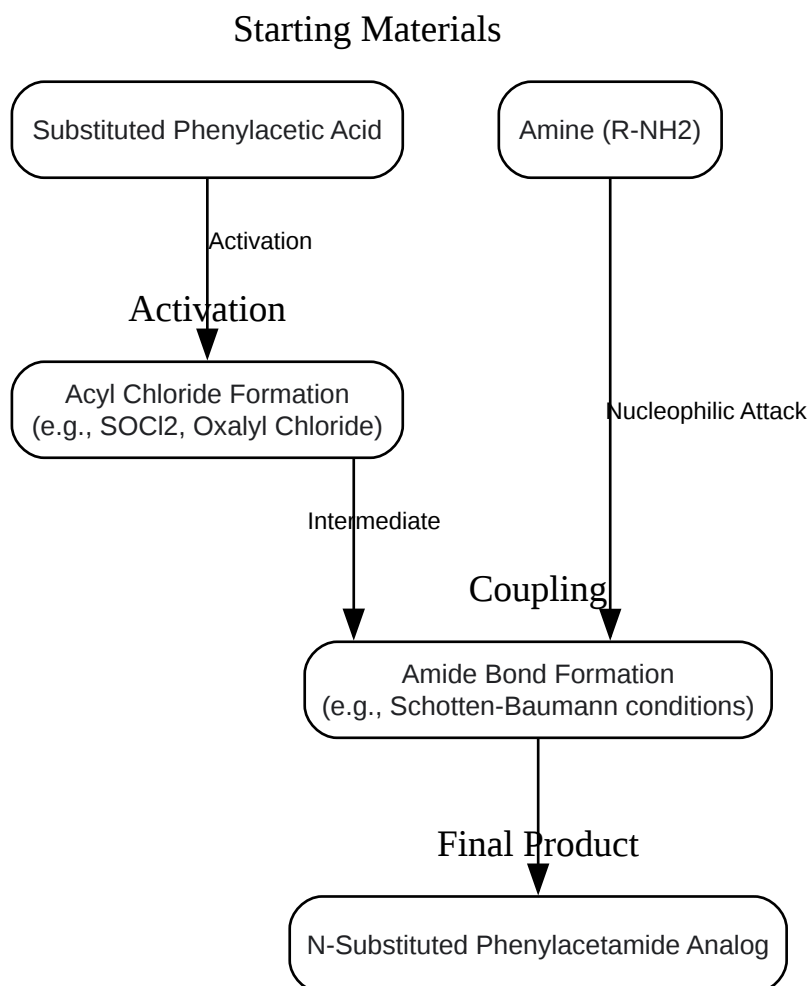 Starting Materials
Substituted Phenylacetic Acid
Amine (R-NH2)
Activation
Activation
Acyl Chloride Formation
(e.g., SOCl2, Oxalyl Chloride)
Nucleophilic Attack
Intermediate
Coupling
Amide Bond Formation
(e.g., Schotten-Baumann conditions)
Final Product
N-Substituted Phenylacetamide Analog